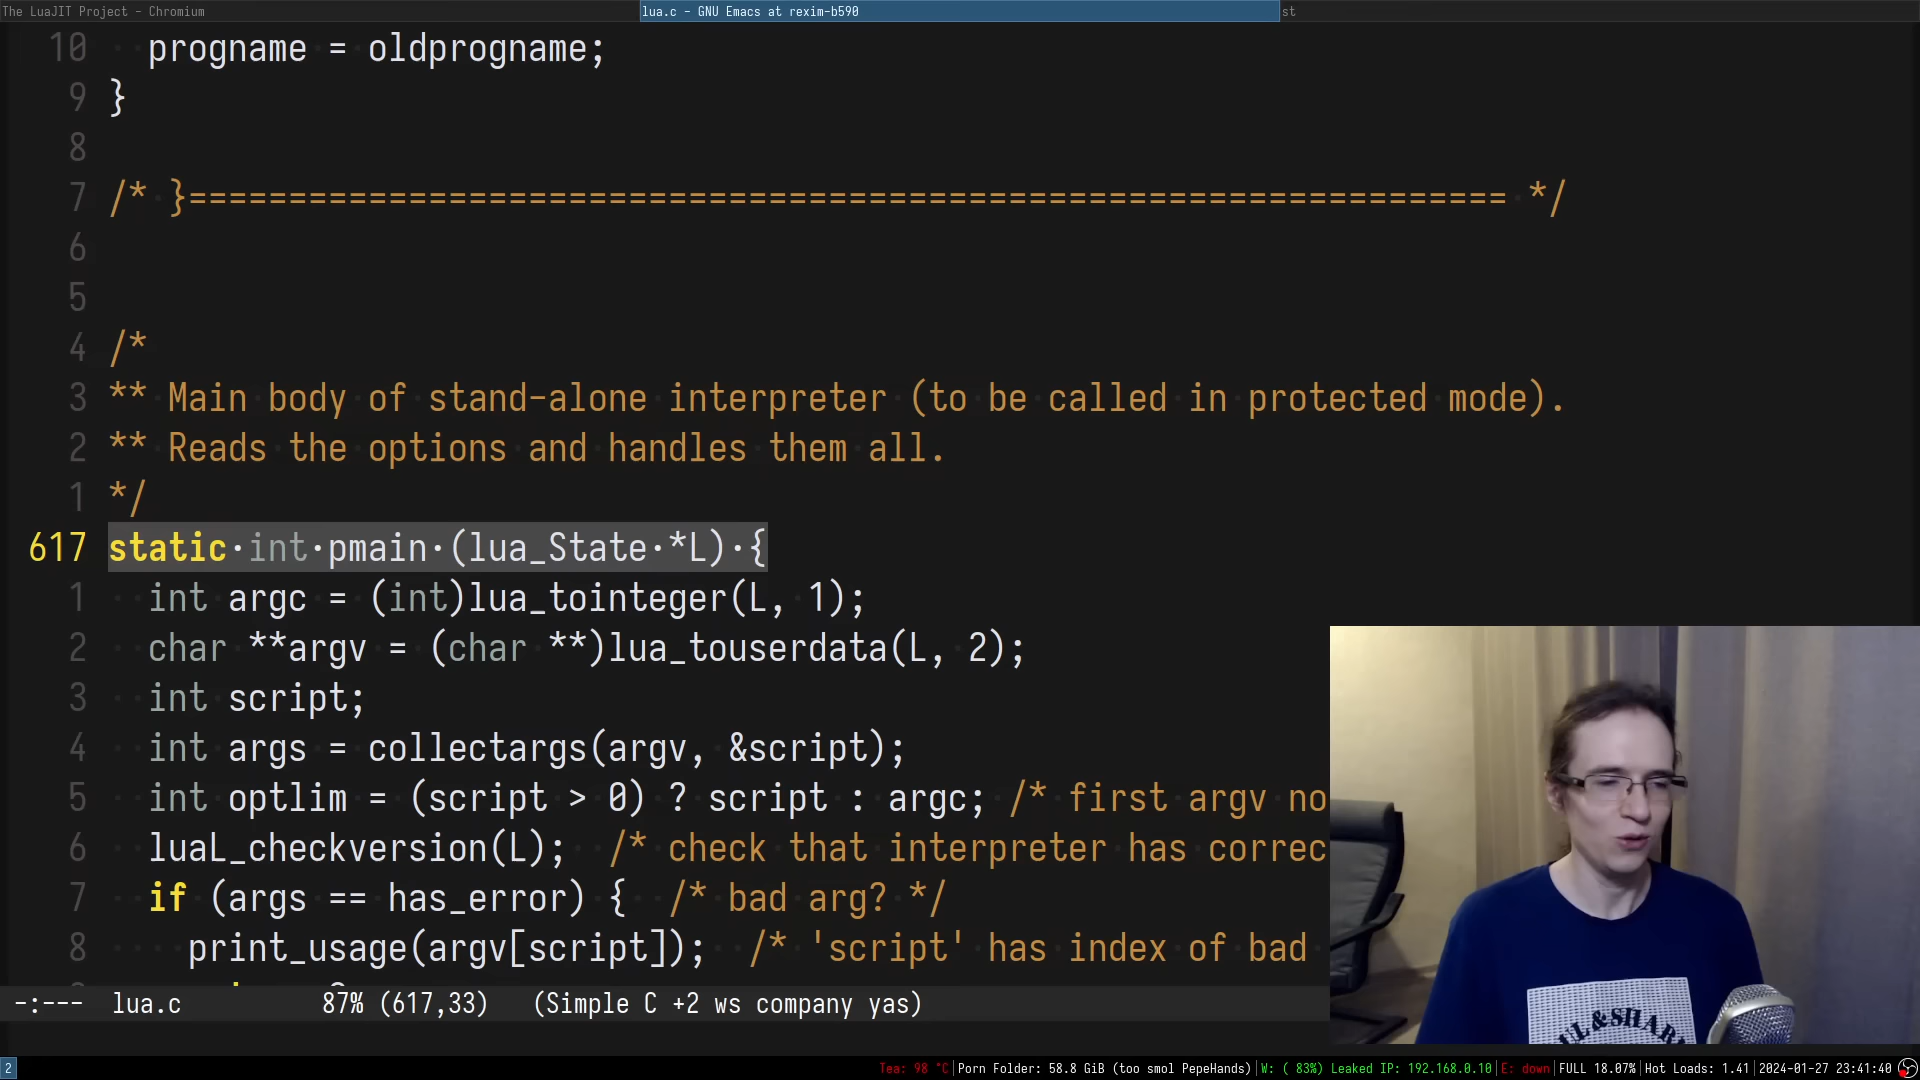 The LuaJIT Project - Chromium
lua.c - GNU Emacs at rexim-b590
st
10 progname = oldprogname;
9 }
8
7 /* }================================================================== */
6
5
4 /*
3 ** Main body of stand-alone interpreter (to be called in protected mode).
2 ** Reads the options and handles them all.
1 */
617 static·int·pmain·(lua_State·*L)·{
1 int argc = (int)lua_tointeger(L, 1);
2 char **argv = (char **)lua_touserdata(L, 2);
3 int script;
4 int args = collectargs(argv, &script);
5 int optlim = (script > 0) ? script : argc; /* first argv no
6 luaL_checkversion(L); /* check that interpreter has correc
7 if (args == has_error) { /* bad arg? */
8 print_usage(argv[script]); /* 'script' has index of bad
-:--- lua.c 87% (617,33) (Simple C +2 ws company yas)
UL&SHAR
2
Tea: 98 °C|Porn Folder: 58.8 GiB (too smol PepeHands)|W: ( 83%) Leaked IP: 192.168.0.10|E: down|FULL 18.07%|Hot Loads: 1.41|2024-01-27 23:41:40